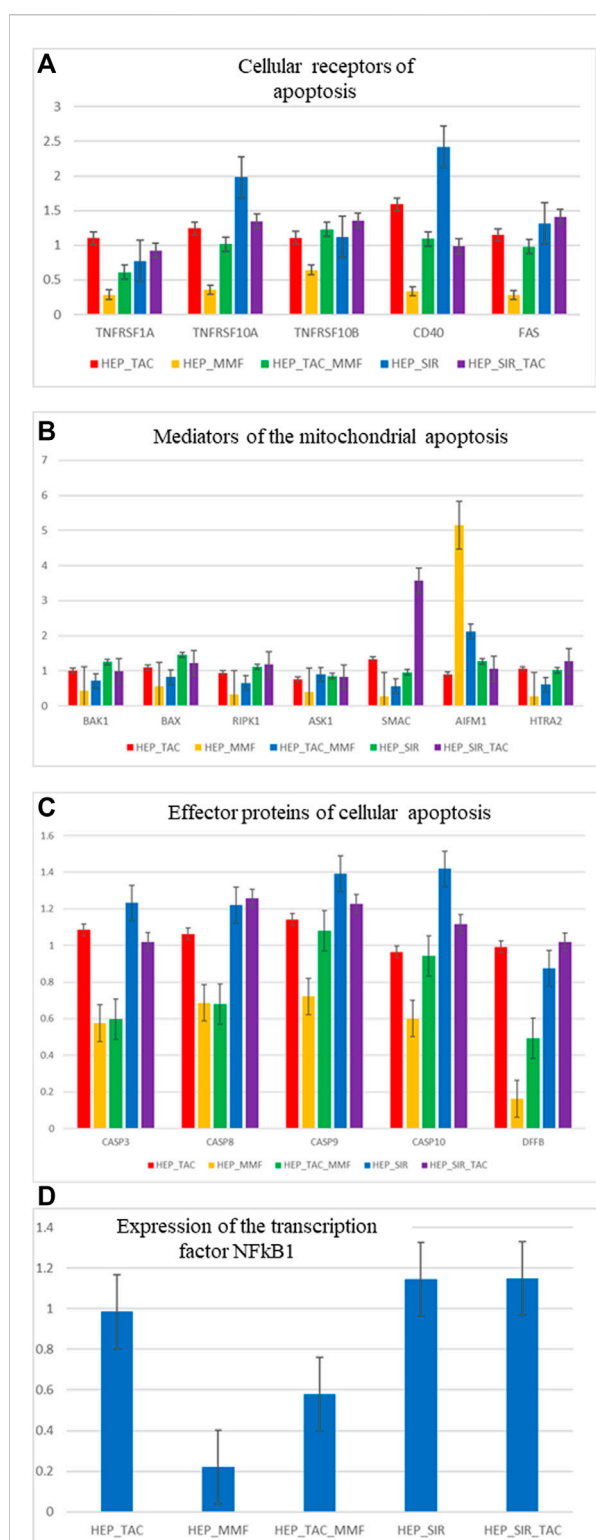 A
Cellular receptors of
apoptosis
3
2.5
2
1.5
1
0.5
0
TNFRSF1A TNFRSF10A TNFRSF10B CD40 FAS
HEP_TAC HEP_MMF HEP_TAC_MMF HEP_SIR HEP_SIR_TAC
B
Mediators of the mitochondrial apoptosis
7
6
5
4
3
2
1
0
BAK1 BAX RIPK1 ASK1 SMAC AIFM1 HTRA2
HEP_TAC HEP_MMF HEP_TAC_MMF HEP_SIR HEP_SIR_TAC
C
Effector proteins of cellular apoptosis
1.6
1.4
1.2
1
0.8
0.6
0.4
0.2
0
CASP3 CASP8 CASP9 CASP10 DFFB
HEP_TAC HEP_MMF HEP_TAC_MMF HEP_SIR HEP_SIR_TAC
D
Expression of the transcription
factor NFkB1
1.4
1.2
1
0.8
0.6
0.4
0.2
0
HEP_TAC HEP_MMF HEP_TAC_MMF HEP_SIR HEP_SIR_TAC